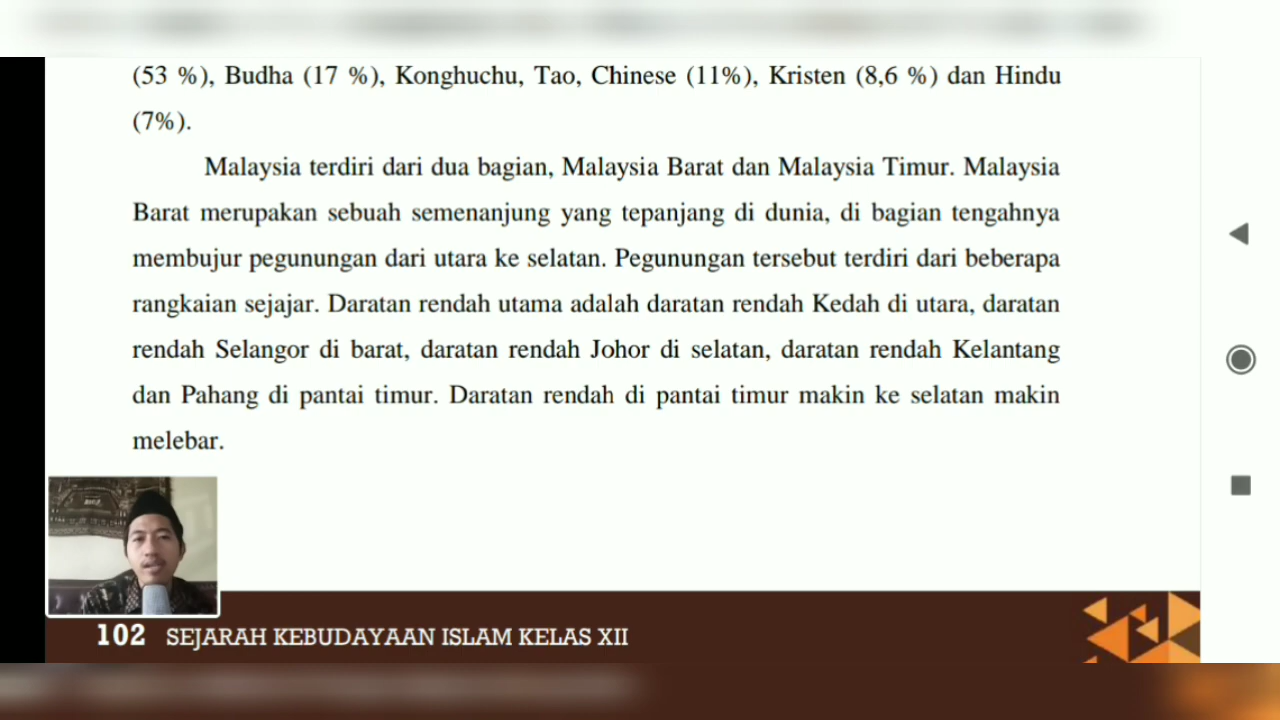 (53 %), Budha (17 %), Konghuchu, Tao, Chinese (11%), Kristen (8,6 %) dan Hindu
(7%).
Malaysia terdiri dari dua bagian, Malaysia Barat dan Malaysia Timur. Malaysia
Barat merupakan sebuah semenanjung yang tepanjang di dunia, di bagian tengahnya
membujur pegunungan dari utara ke selatan. Pegunungan tersebut terdiri dari beberapa
rangkaian sejajar. Daratan rendah utama adalah daratan rendah Kedah di utara, daratan
rendah Selangor di barat, daratan rendah Johor di selatan, daratan rendah Kelantang
dan Pahang di pantai timur. Daratan rendah di pantai timur makin ke selatan makin
melebar.
102 SEJARAH KEBUDAYAAN ISLAM KELAS XII